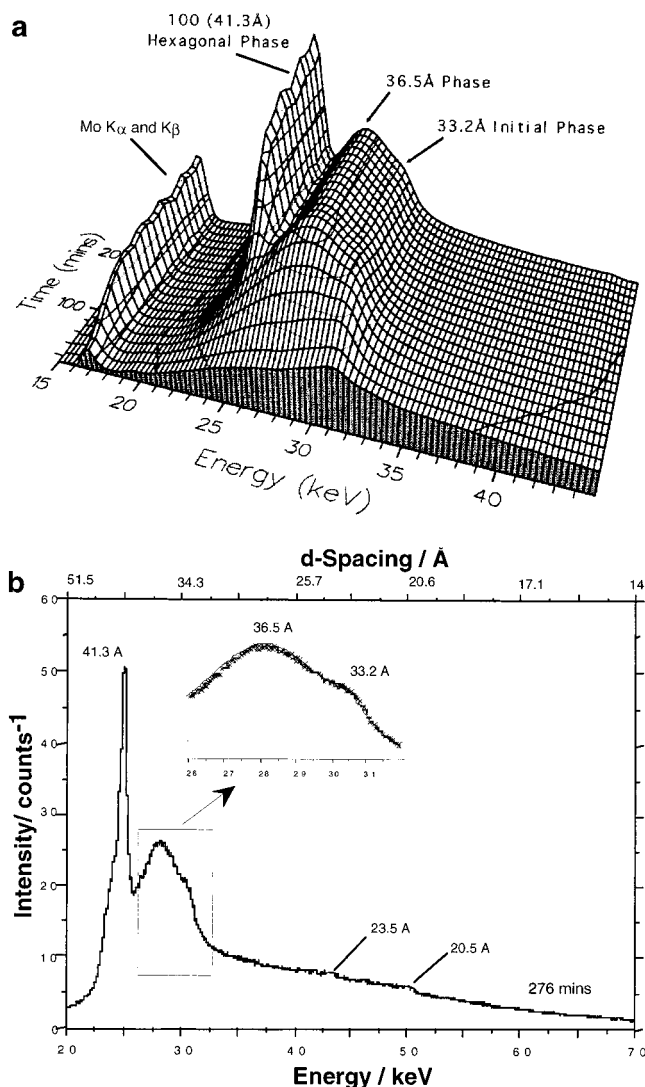 a
100 (41.3Å)
Hexagonal Phase
36.5Å Phase
33.2Å Initial Phase
Mo Kα and Kβ
Time (mins)
20
100
15
20
25
30
35
40
Energy (keV)
b
d-Spacing / Å
51.5 34.3 25.7 20.6 17.1 14
60
50
40
30
20
10
0
Intensity/ counts-1
41.3 A
36.5 A
33.2 A
26 27 28 29 30 31
23.5 A
20.5 A
276 mins
20 30 40 50 60 70
Energy / keV